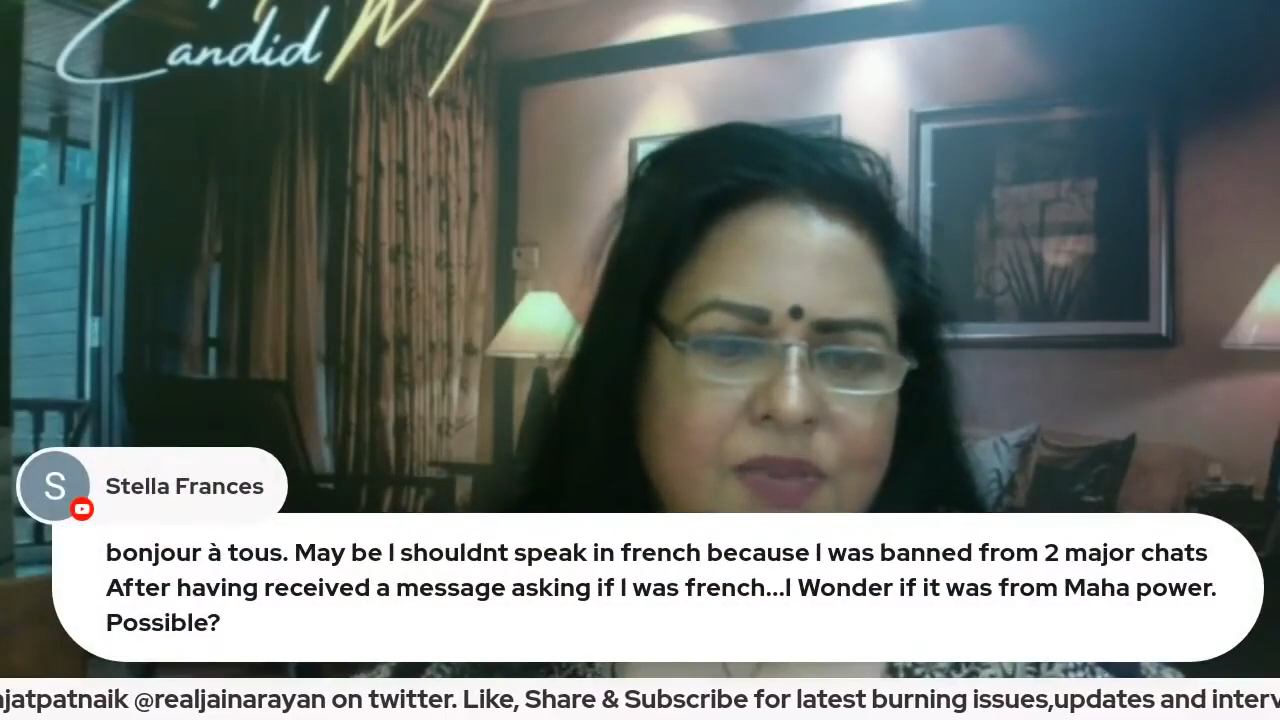 Candid
Stella Frances
bonjour à tous. May be I shouldnt speak in french because I was banned from 2 major chats
After having received a message asking if I was french...I Wonder if it was from Maha power.
Possible?
jatpatnaik @realjainarayan on twitter. Like, Share & Subscribe for latest burning issues,updates and interv